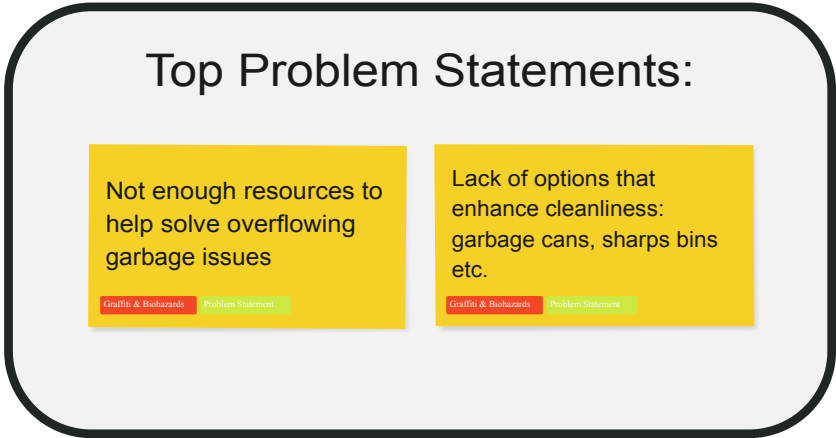 Top Problem Statements:
Not enough resources to
help solve overflowing
garbage issues
Graffiti & Biohazards
Problem Statement
Lack of options that
enhance cleanliness:
garbage cans, sharps bins
etc.
Graffiti & Biohazards
Problem Statement